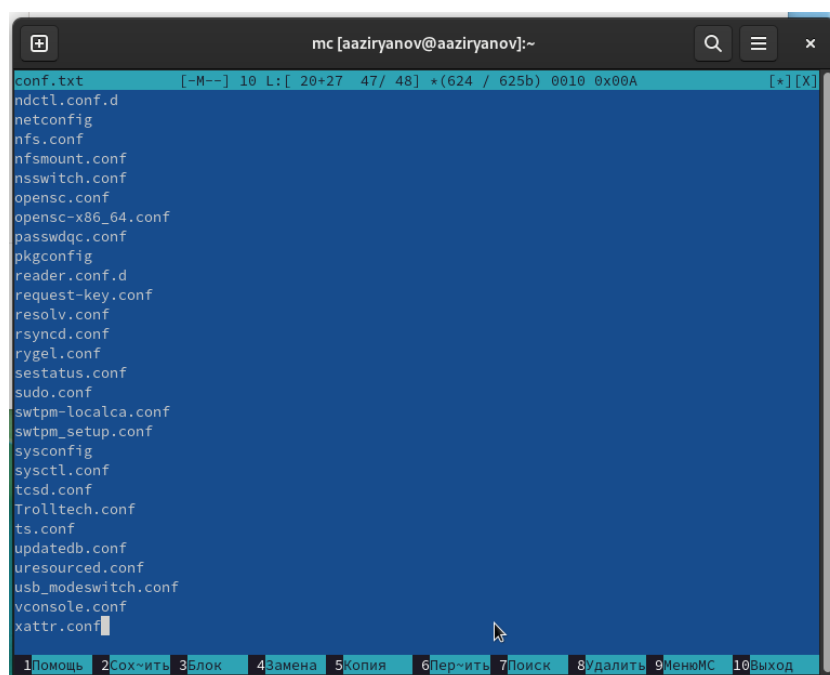 mc [aaziryanov@aaziryanov]:~
conf.txt [-M--] 10 L:[ 20+27 47/ 48] *(624 / 625b) 0010 0x00A [*][X]
ndctl.conf.d
netconfig
nfs.conf
nfsmount.conf
nsswitch.conf
opensc.conf
opensc-x86_64.conf
passwdqc.conf
pkgconfig
reader.conf.d
request-key.conf
resolv.conf
rsyncd.conf
rygel.conf
sestatus.conf
sudo.conf
swtpm-localca.conf
swtpm_setup.conf
sysconfig
sysctl.conf
tcsd.conf
Trolltech.conf
ts.conf
updatedb.conf
uresourced.conf
usb_modeswitch.conf
vconsole.conf
xattr.conf
1Помощь 2Сох~ить 3Блок 4Замена 5Копия 6Пер~ить 7Поиск 8Удалить 9МенюMC 10Выход